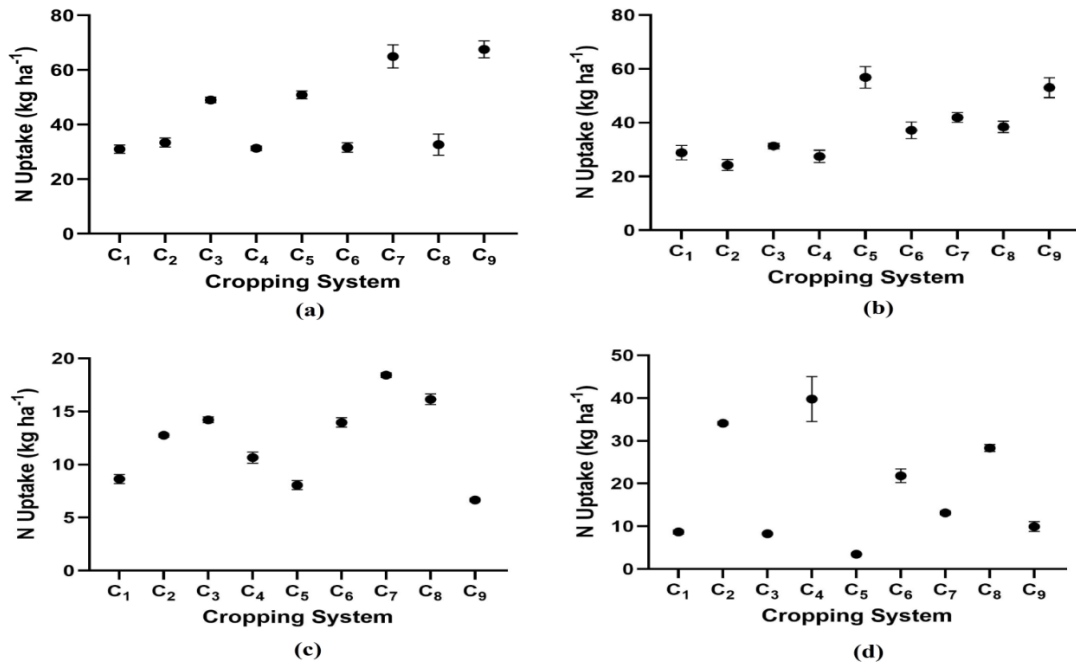 N Uptake (kg ha⁻¹)
80
60
40
20
0
C₁ C₂ C₃ C₄ C₅ C₆ C₇ C₈ C₉
Cropping System
(a)
N Uptake (kg ha⁻¹)
80
60
40
20
0
C₁ C₂ C₃ C₄ C₅ C₆ C₇ C₈ C₉
Cropping System
(b)
N Uptake (kg ha⁻¹)
20
15
10
5
0
C₁ C₂ C₃ C₄ C₅ C₆ C₇ C₈ C₉
Cropping System
(c)
N Uptake (kg ha⁻¹)
50
40
30
20
10
0
C₁ C₂ C₃ C₄ C₅ C₆ C₇ C₈ C₉
Cropping System
(d)